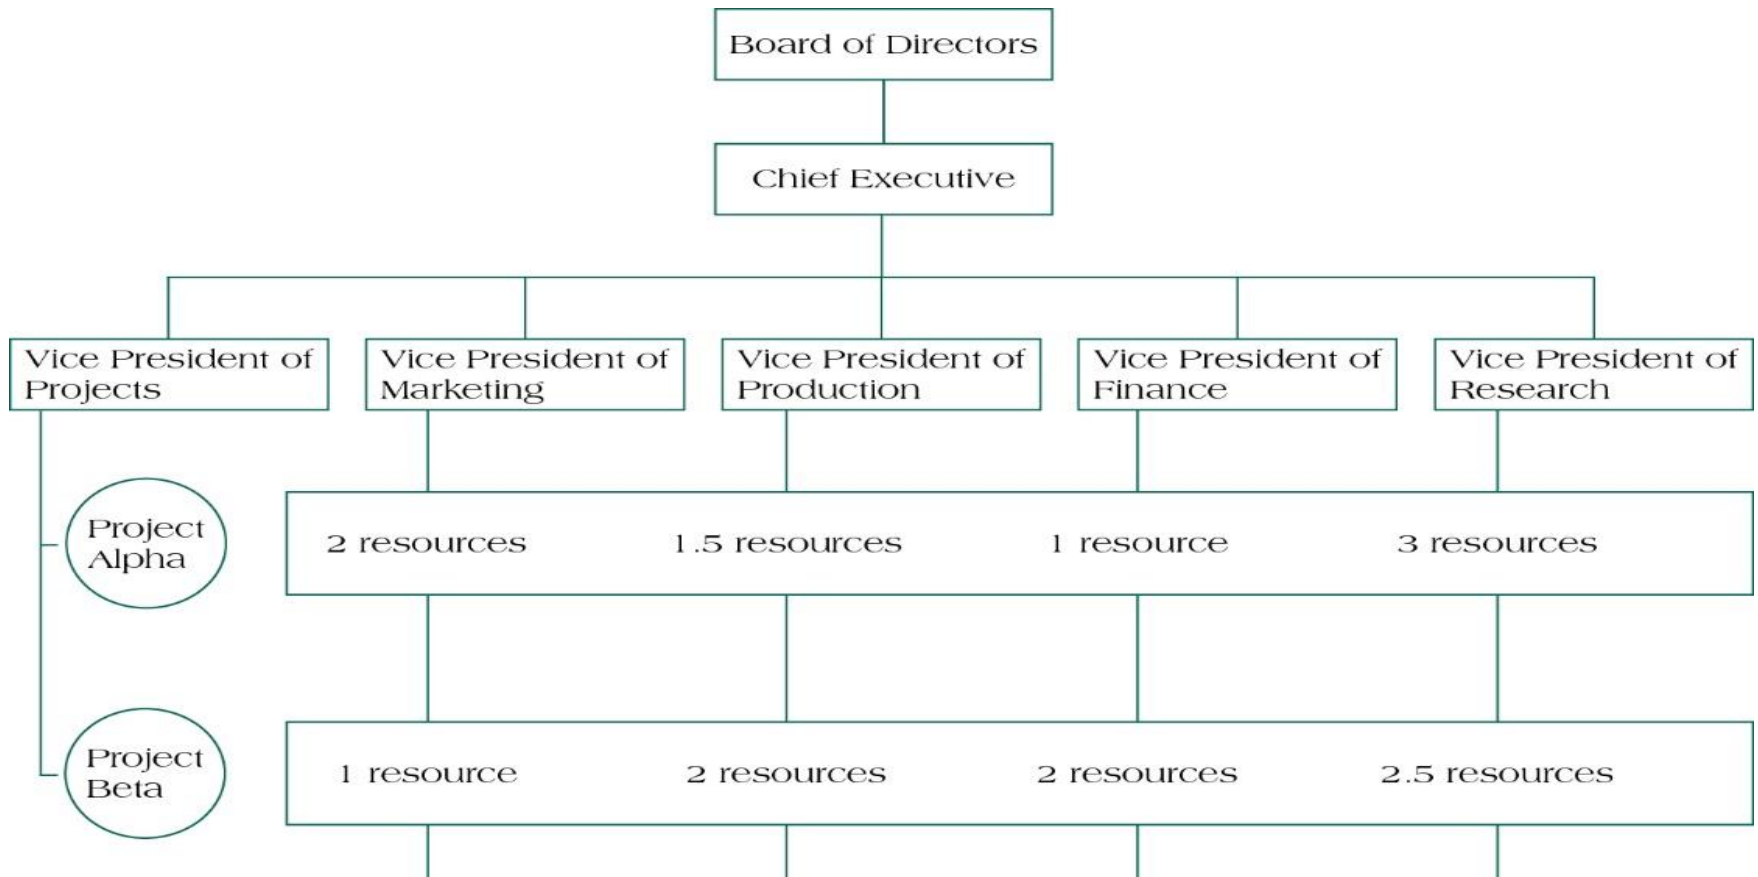 Board of Directors
Chief Executive
Vice President of
Projects
Vice President of
Marketing
Vice President of
Production
Vice President of
Finance
Vice President of
Research
Project
Alpha
2 resources
1.5 resources
1 resource
3 resources
Project
Beta
1 resource
2 resources
2 resources
2.5 resources